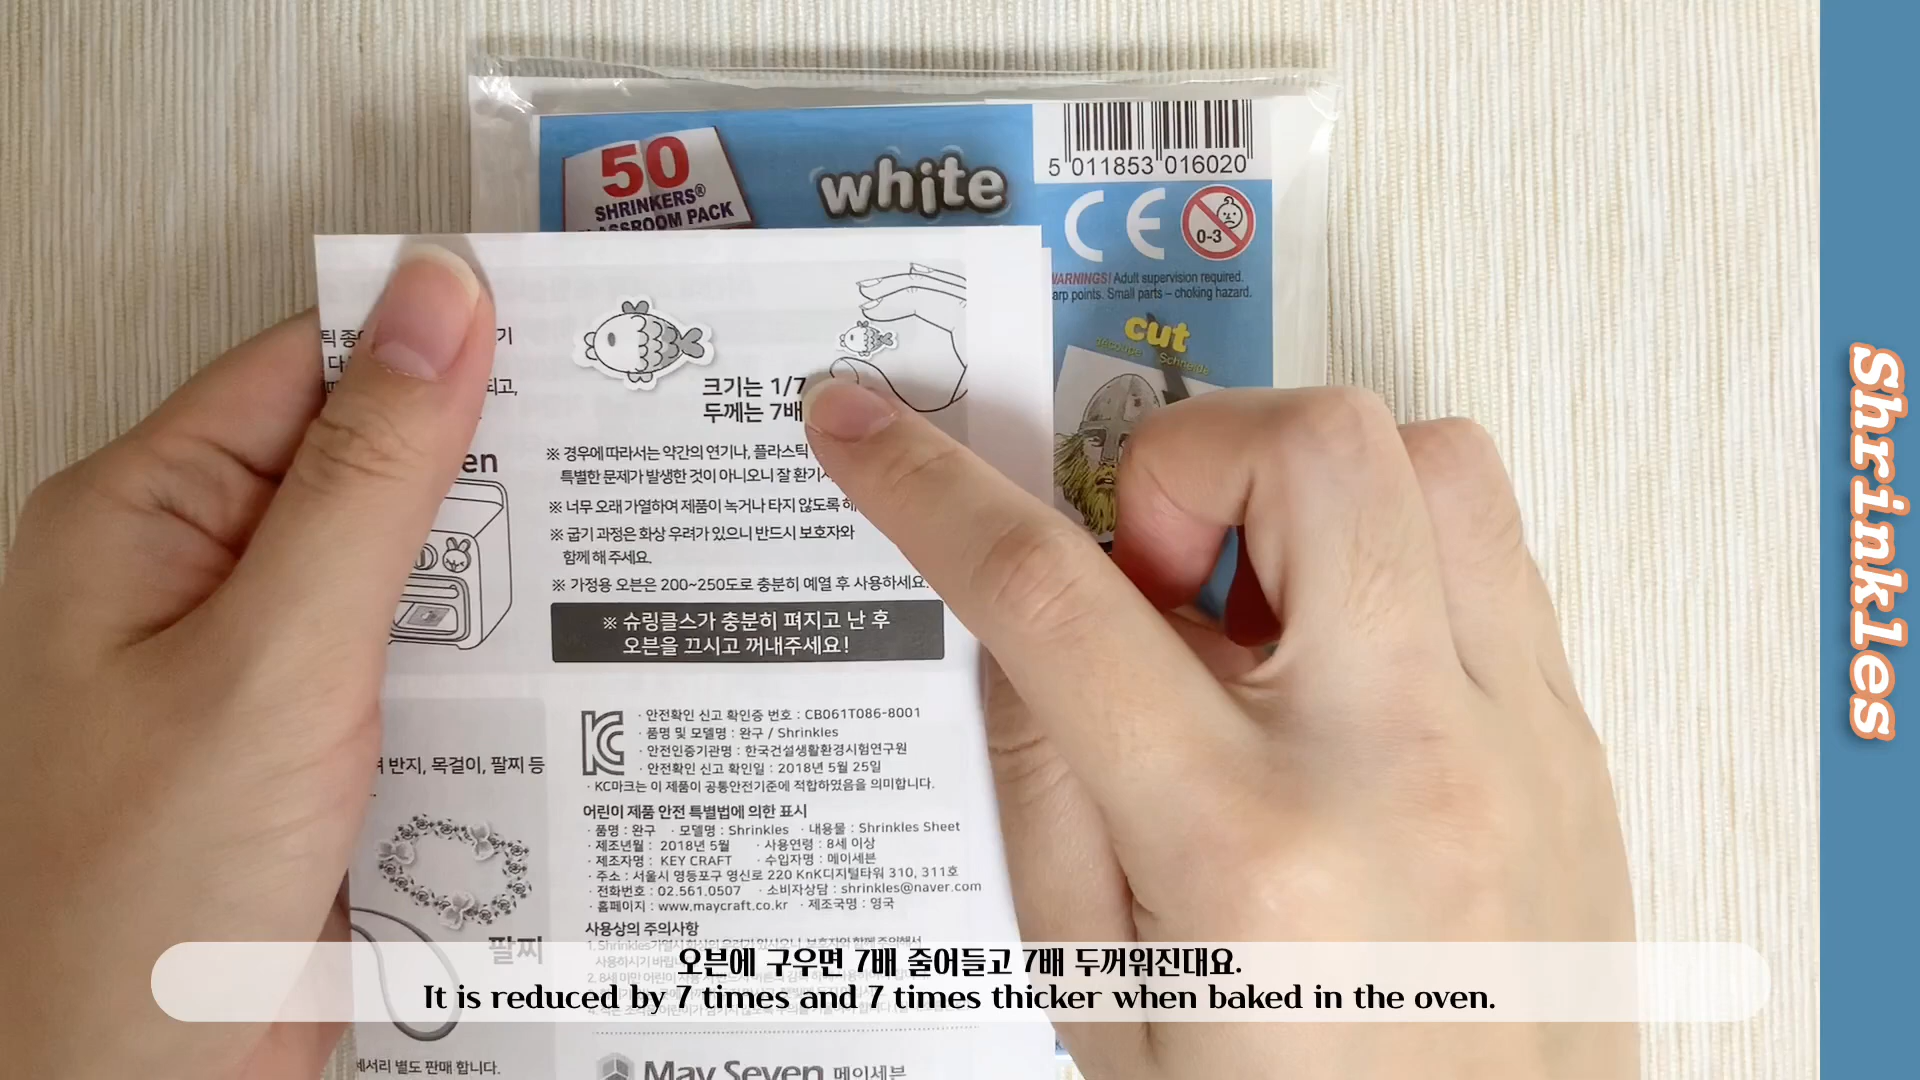 50
SHRINKERS®
CLASSROOM PACK
white
5 011853 016020
CE
0-3
WARNINGS! Adult supervision required.
arp points. Small parts – choking hazard.
cut
découpe Schneide
기
되고,
크기는 1/7
두께는 7배
※ 경우에 따라서는 약간의 연기나, 플라스틱
특별한 문제가 발생한 것이 아니오니 잘 환기
※ 너무 오래 가열하여 제품이 녹거나 타지 않도록
※ 굽기 과정은 화상 우려가 있으니 반드시 보호자와
함께 해 주세요.
※ 가정용 오븐은 200~250도로 충분히 예열 후 사용하세요.
※ 슈링클스가 충분히 펴지고 난 후
오븐을 끄시고 꺼내주세요!
en
· 안전확인 신고 확인증 번호 : CB061T086-8001
· 품명 및 모델명 : 완구 / Shrinkles
· 안전인증기관명 : 한국건설생활환경시험연구원
· 안전확인 신고 확인일 : 2018년 5월 25일
· KC마크는 이 제품이 공통안전기준에 적합하였음을 의미합니다.
어린이 제품 안전 특별법에 의한 표시
· 품명 : 완구 · 모델명 : Shrinkles · 내용물 : Shrinkles Sheet
· 제조년월 : 2018년 5월 · 사용연령 : 8세 이상
· 제조자명 : KEY CRAFT · 수입자명 : 메이세븐
· 주소 : 서울시 영등포구 영신로 220 KnK디지털타워 310, 311호
· 전화번호 : 02.561.0507 · 소비자상담 : shrinkles@naver.com
· 홈페이지 : www.maycraft.co.kr · 제조국명 : 영국
사용상의 주의사항
반지, 목걸이, 팔찌 등
팔찌
세서리 별도 판매 합니다.
May Seven 메이세븐
오븐에 구우면 7배 줄어들고 7배 두꺼워진대요.
It is reduced by 7 times and 7 times thicker when baked in the oven.
Shrinkles